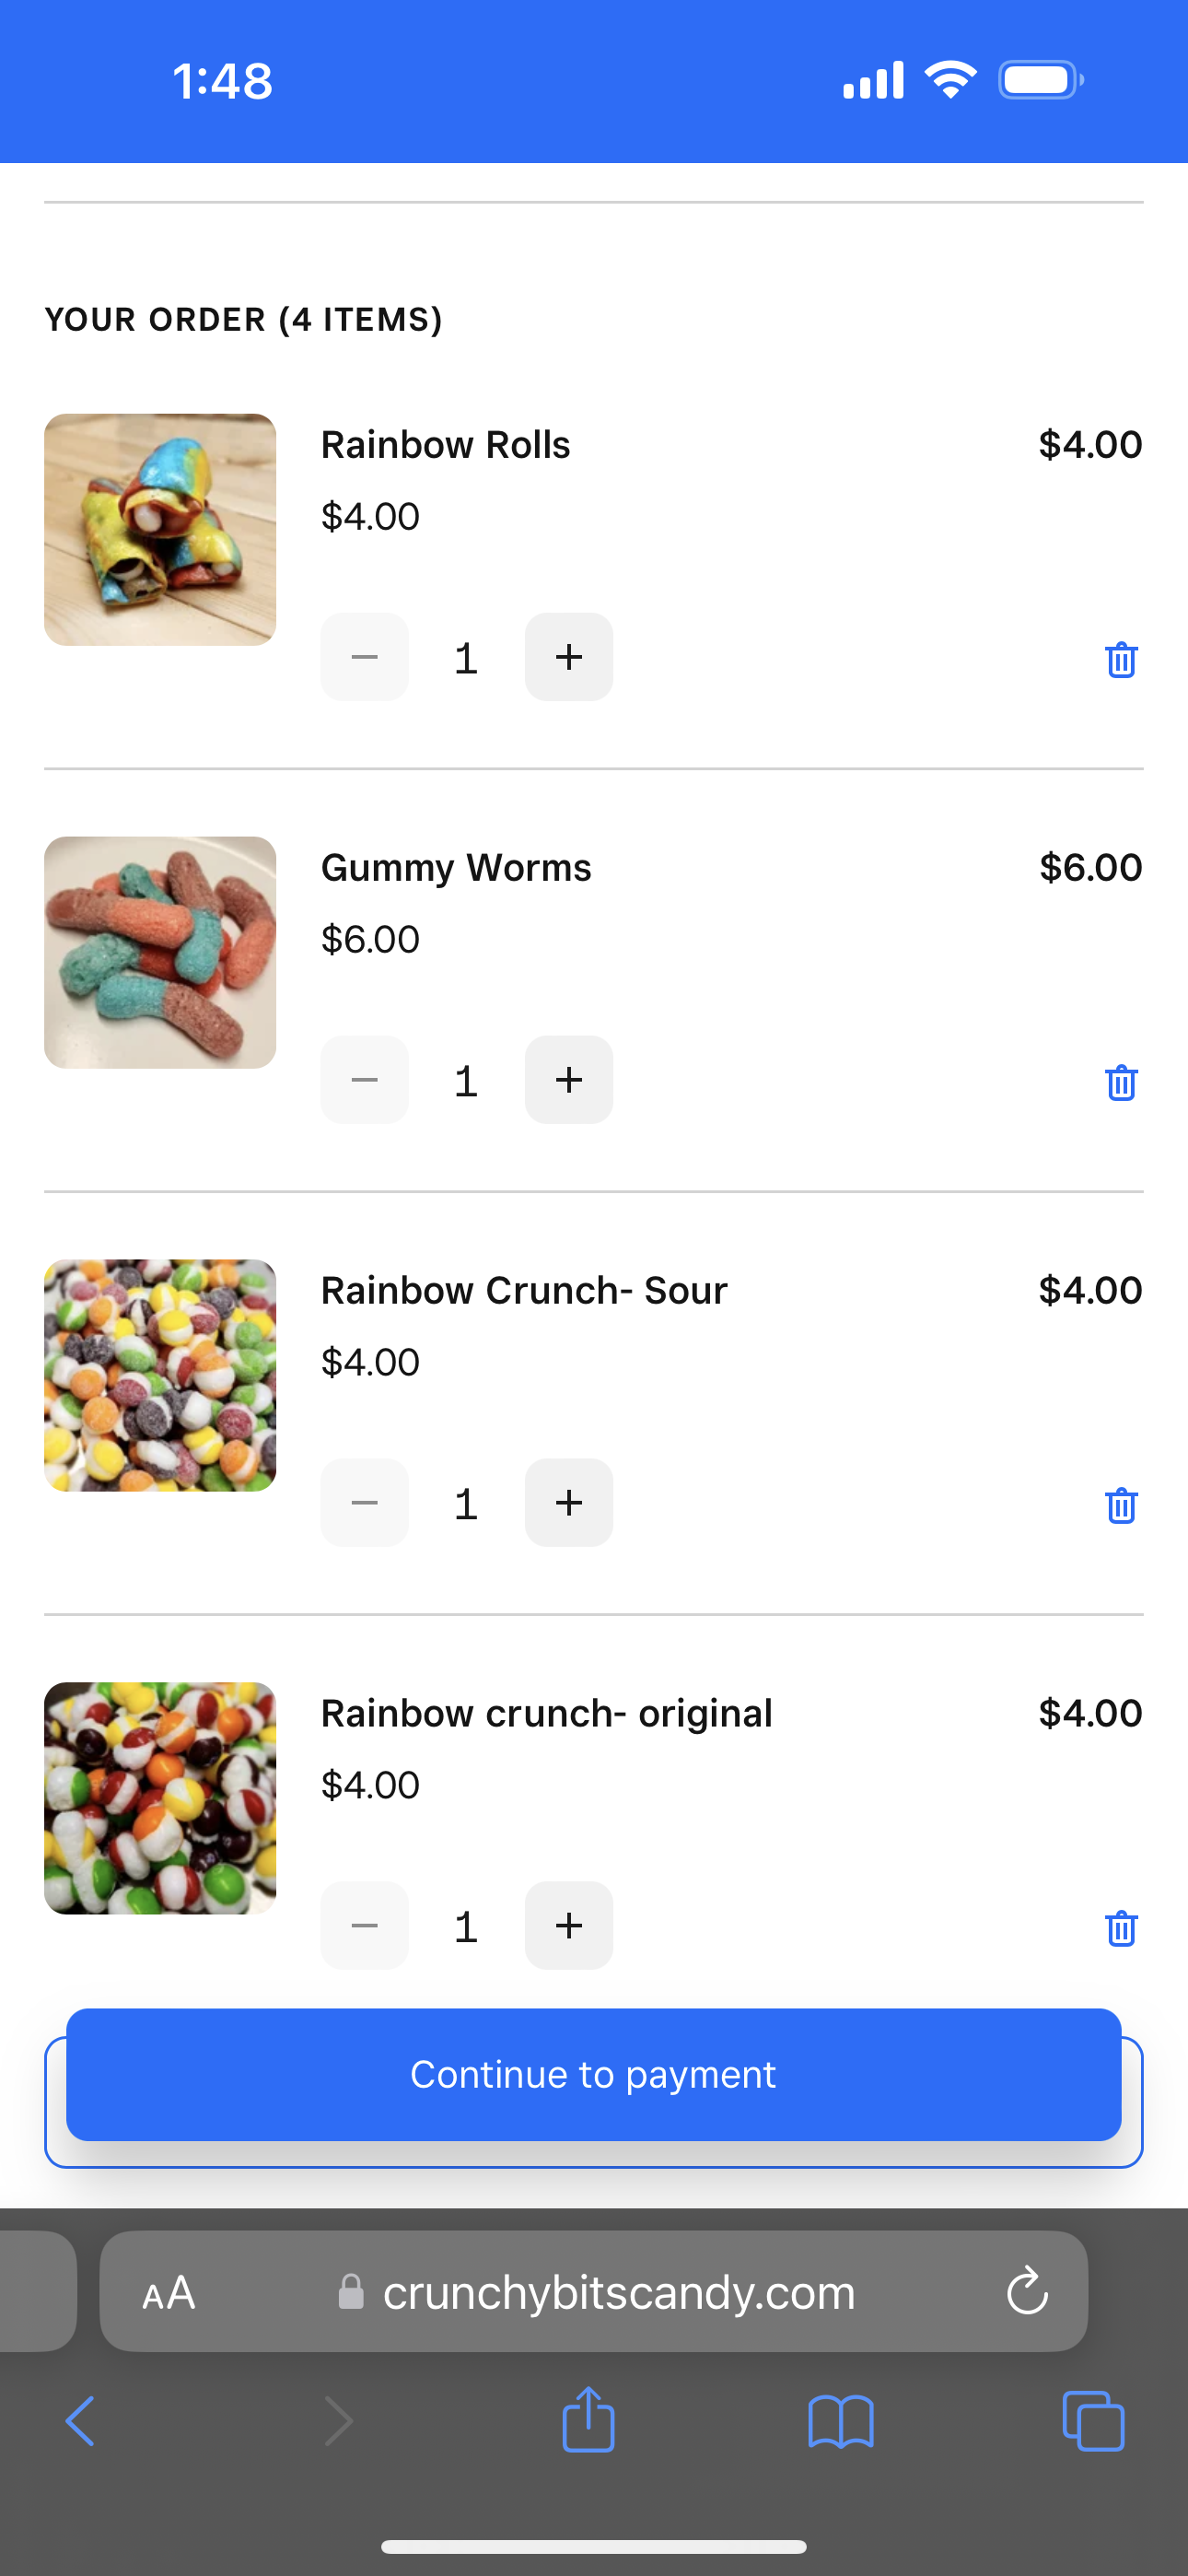 1:48
YOUR ORDER (4 ITEMS)
Rainbow Rolls
$4.00
$4.00
1
Gummy Worms
$6.00
$6.00
1
Rainbow Crunch- Sour
$4.00
$4.00
1
Rainbow crunch- original
$4.00
$4.00
1
Continue to payment
AA crunchybitscandy.com